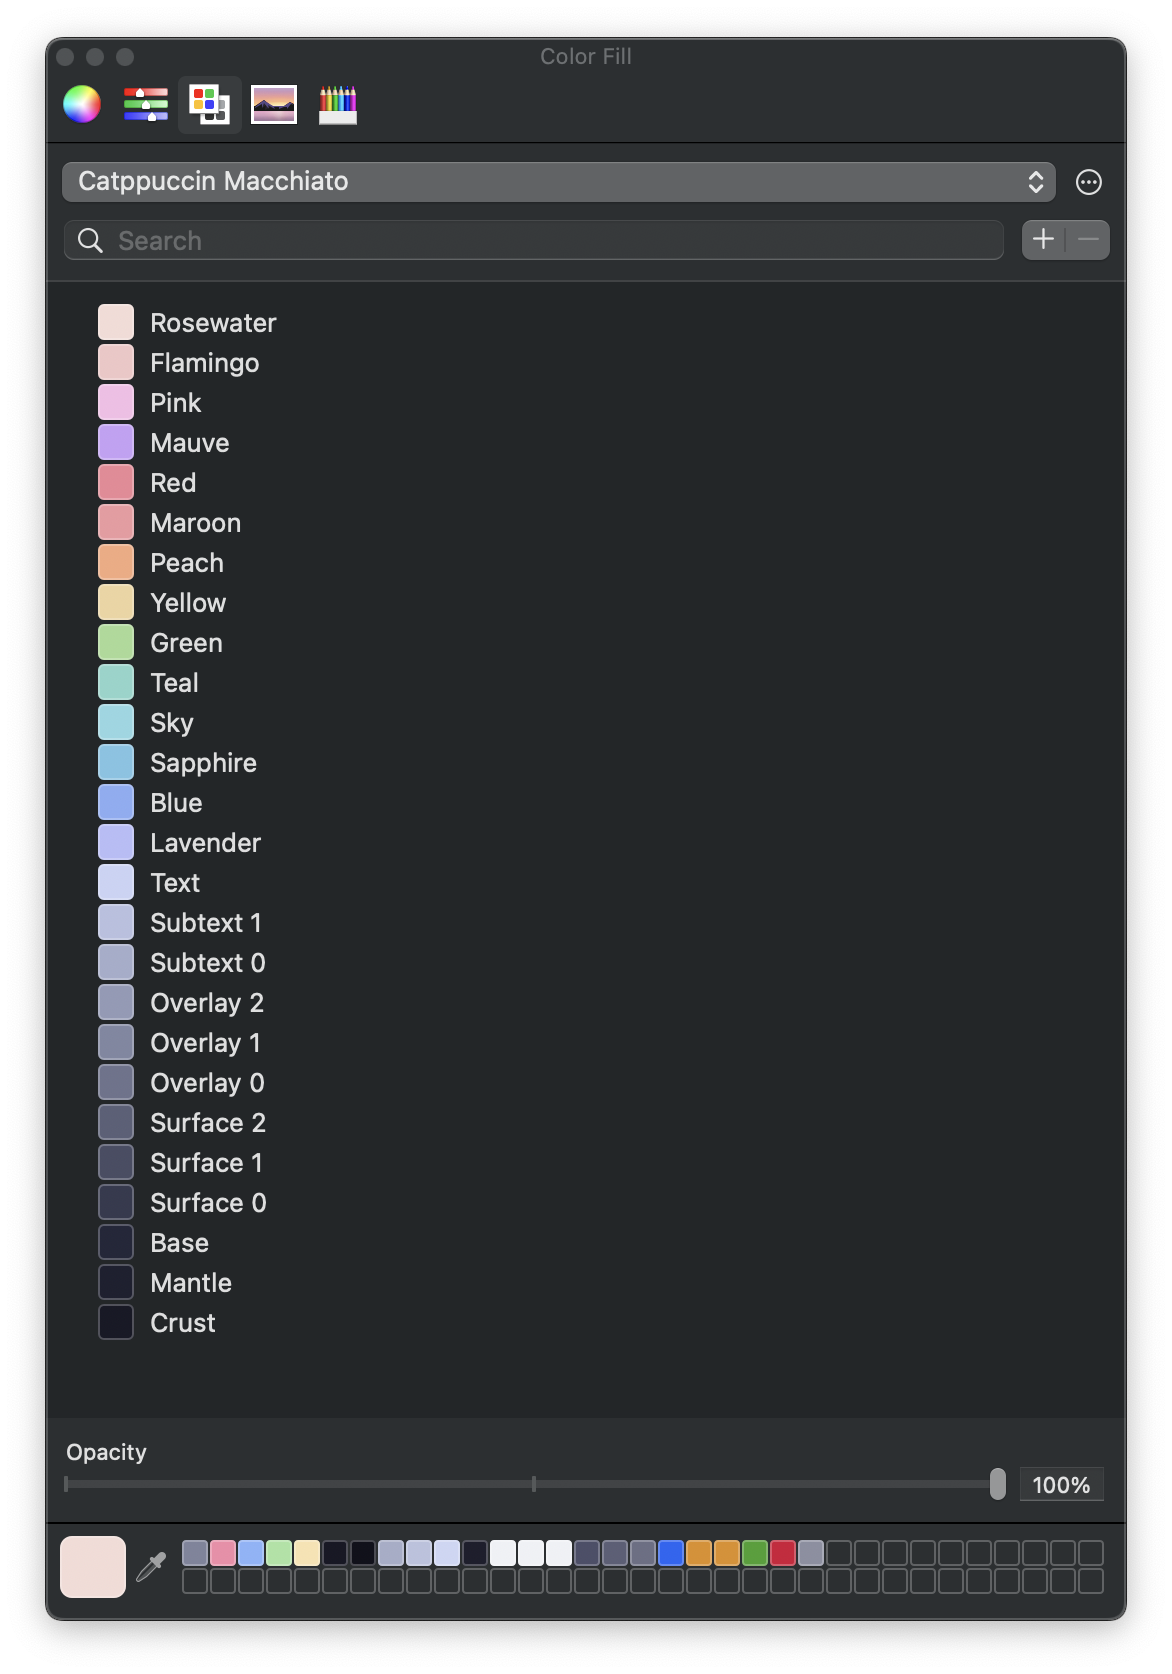 Color Fill
Catppuccin Macchiato
Search
Rosewater
Flamingo
Pink
Mauve
Red
Maroon
Peach
Yellow
Green
Teal
Sky
Sapphire
Blue
Lavender
Text
Subtext 1
Subtext 0
Overlay 2
Overlay 1
Overlay 0
Surface 2
Surface 1
Surface 0
Base
Mantle
Crust
Opacity
100%